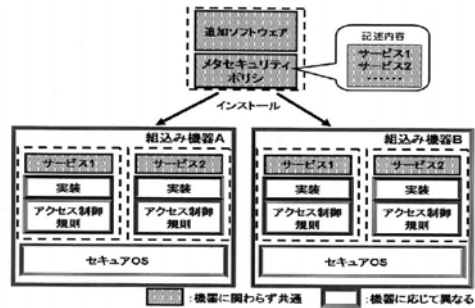 追加ソフトウェア
メタセキュリティ
ポリシ
記述内容
サービス1
サービス2
……
インストール
組込み機器A
サービス1
サービス2
実装
実装
アクセス制御
規則
アクセス制御
規則
セキュアOS
組込み機器B
サービス1
サービス2
実装
実装
アクセス制御
規則
アクセス制御
規則
セキュアOS
:機器に関わらず共通
:機器に応じて異なる